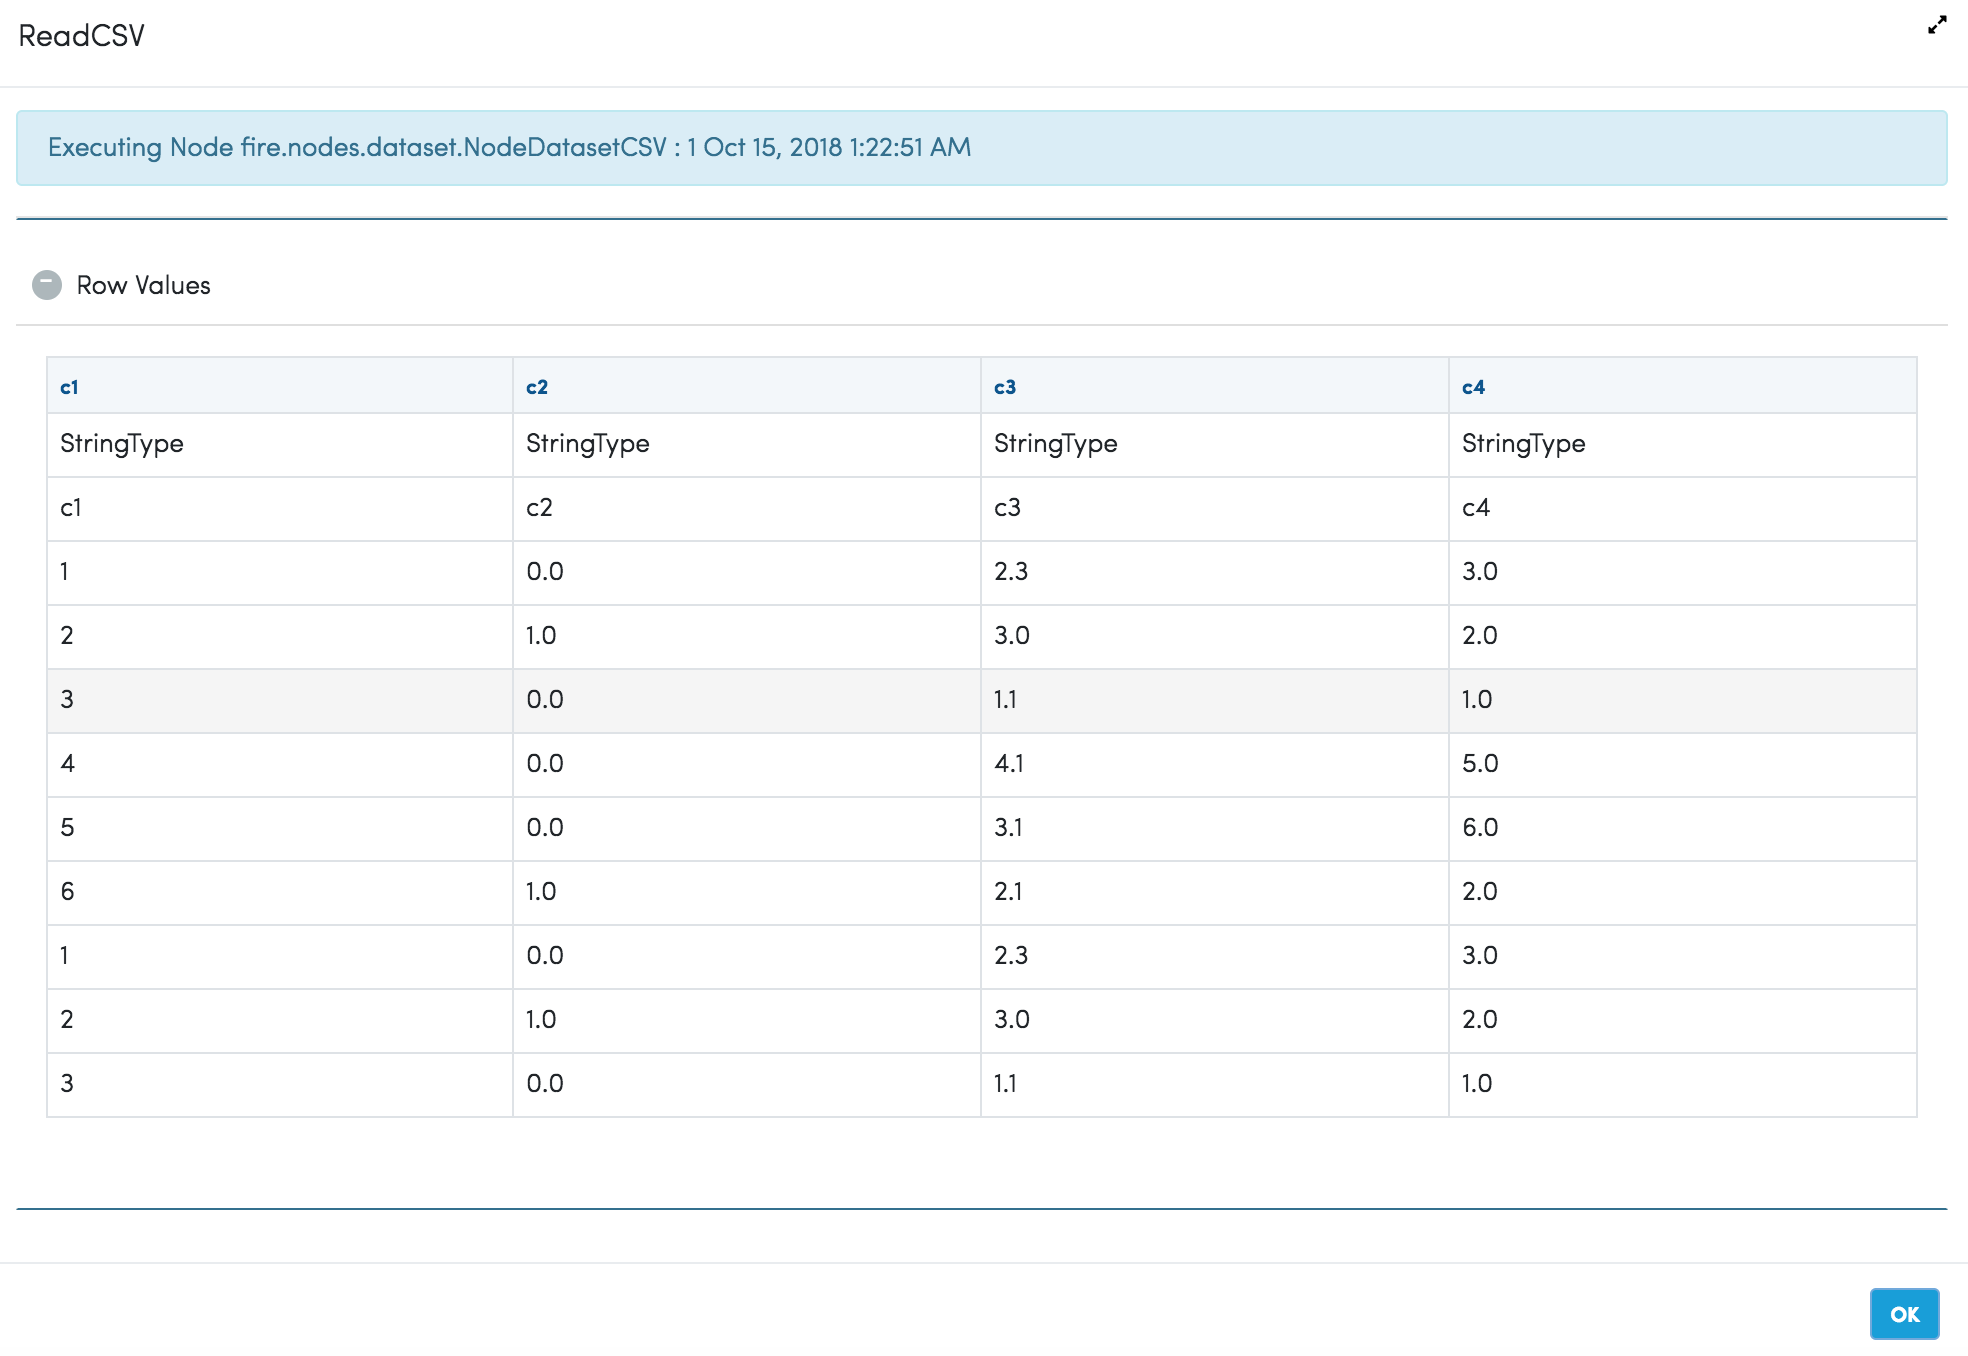 ReadCSV
Executing Node fire.nodes.dataset.NodeDatasetCSV : 1 Oct 15, 2018 1:22:51 AM
Row Values
c1 c2 c3 c4
StringType StringType StringType StringType
c1 c2 c3 c4
1 0.0 2.3 3.0
2 1.0 3.0 2.0
3 0.0 1.1 1.0
4 0.0 4.1 5.0
5 0.0 3.1 6.0
6 1.0 2.1 2.0
1 0.0 2.3 3.0
2 1.0 3.0 2.0
3 0.0 1.1 1.0
OK